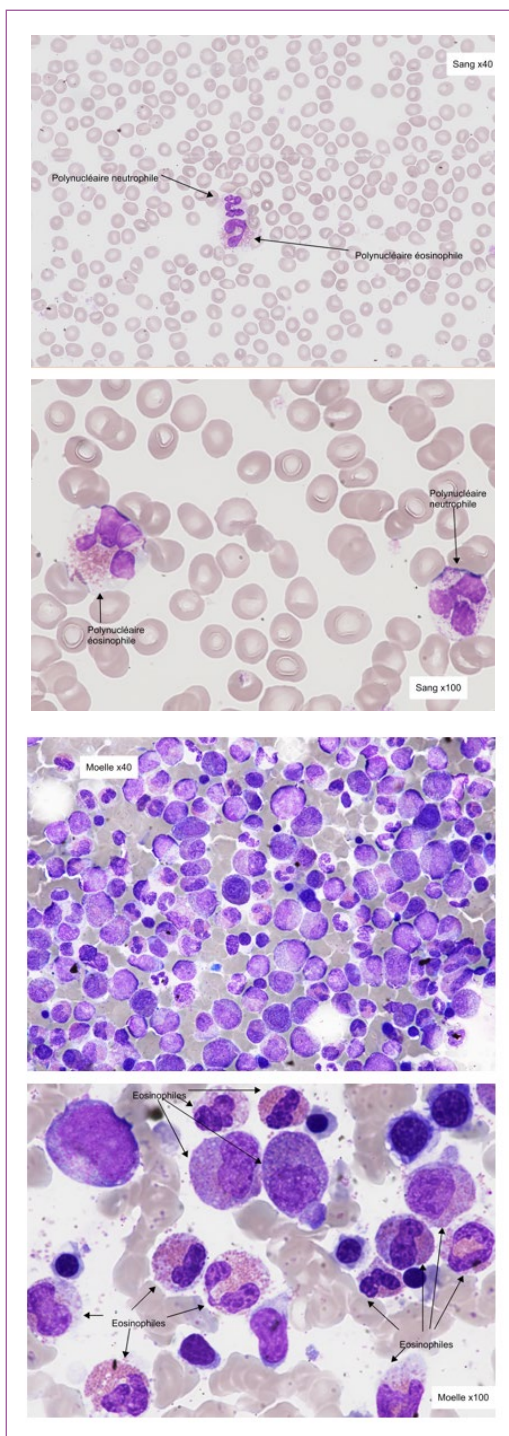 Sang x40
Polynucléaire neutrophile
Polynucléaire éosinophile
Polynucléaire
neutrophile
Polynucléaire
éosinophile
Sang x100
Moelle x40
Eosinophiles
Eosinophiles
Eosinophiles
Moelle x100